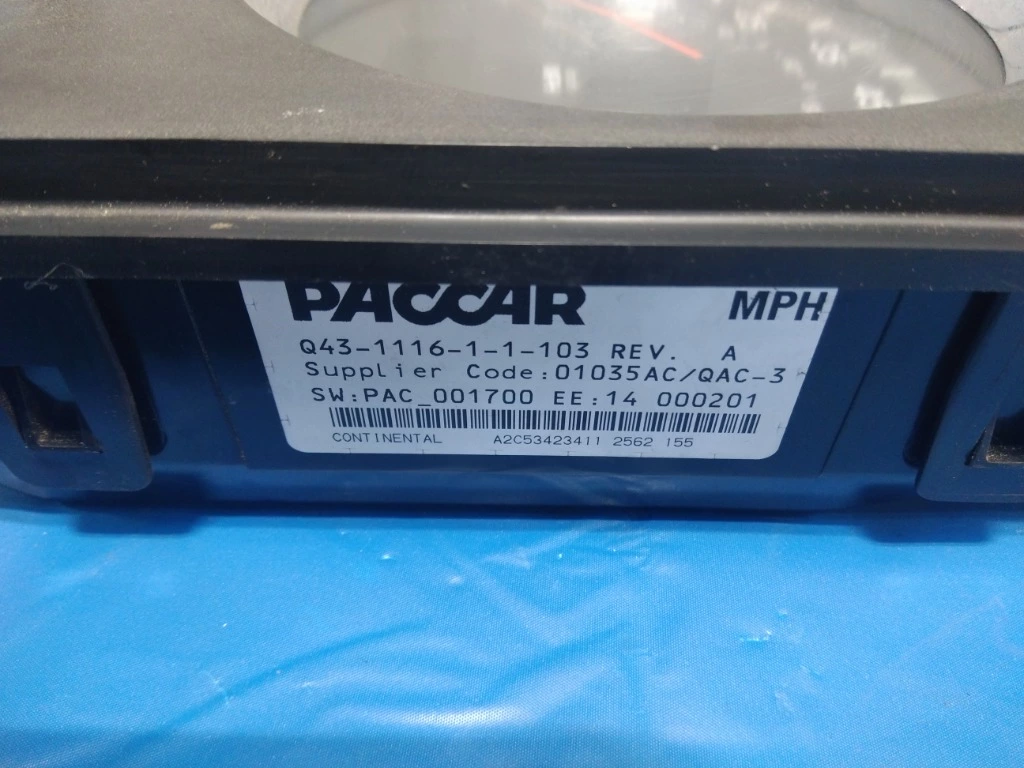 PACCAR MPH
Q43-1116-1-1-103 REV. A
Supplier Code:01035AC/QAC-3
SW:PAC_001700 EE:14 000201
CONTINENTAL A2C53423411 2562 155